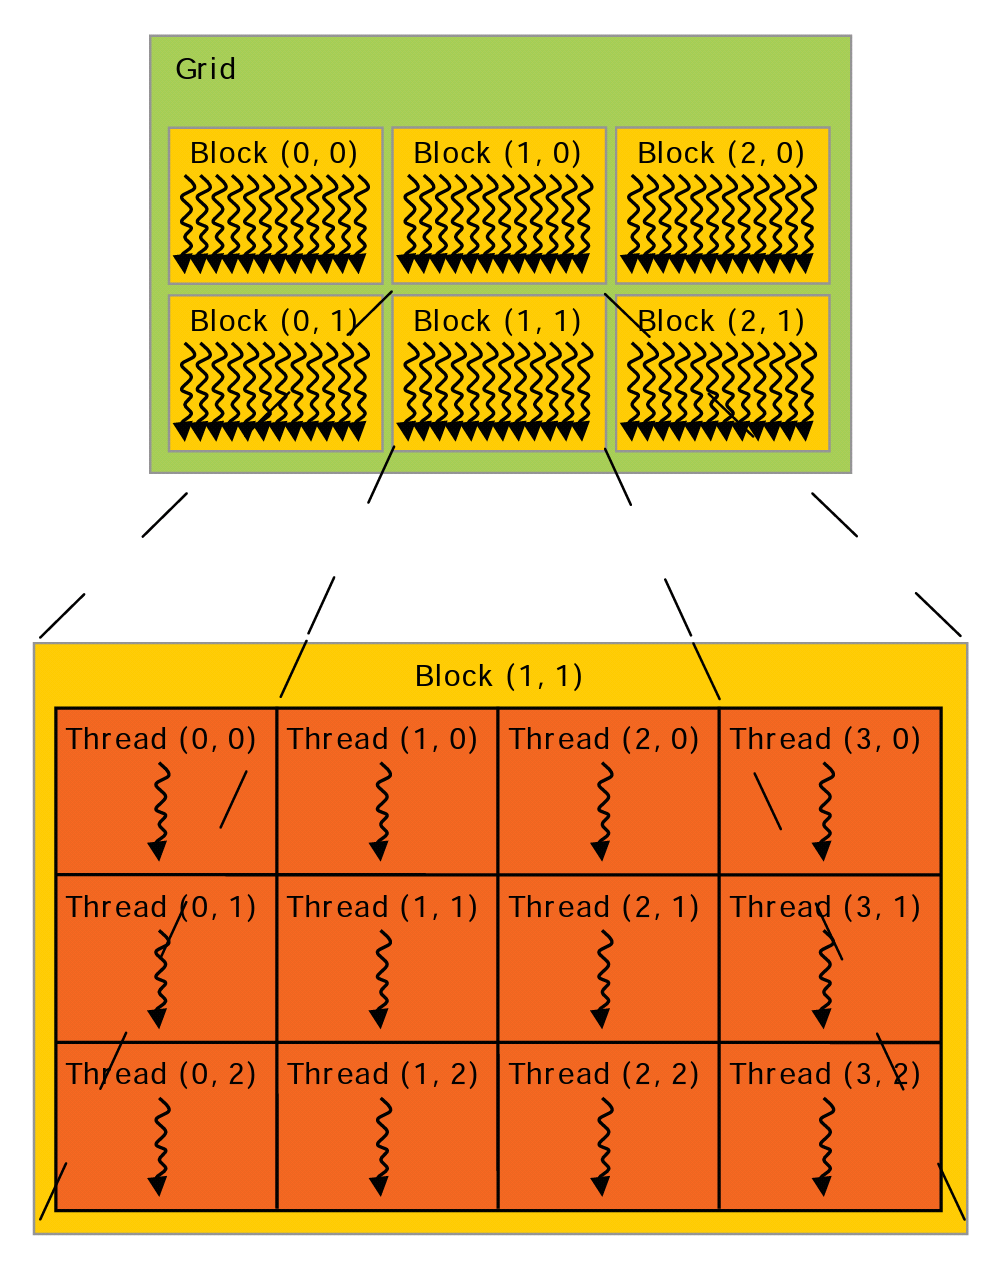 Grid
Block (0, 0) Block (1, 0) Block (2, 0)
Block (0, 1) Block (1, 1) Block (2, 1)
Block (1, 1)
Thread (0, 0) Thread (1, 0) Thread (2, 0) Thread (3, 0)
Thread (0, 1) Thread (1, 1) Thread (2, 1) Thread (3, 1)
Thread (0, 2) Thread (1, 2) Thread (2, 2) Thread (3, 2)